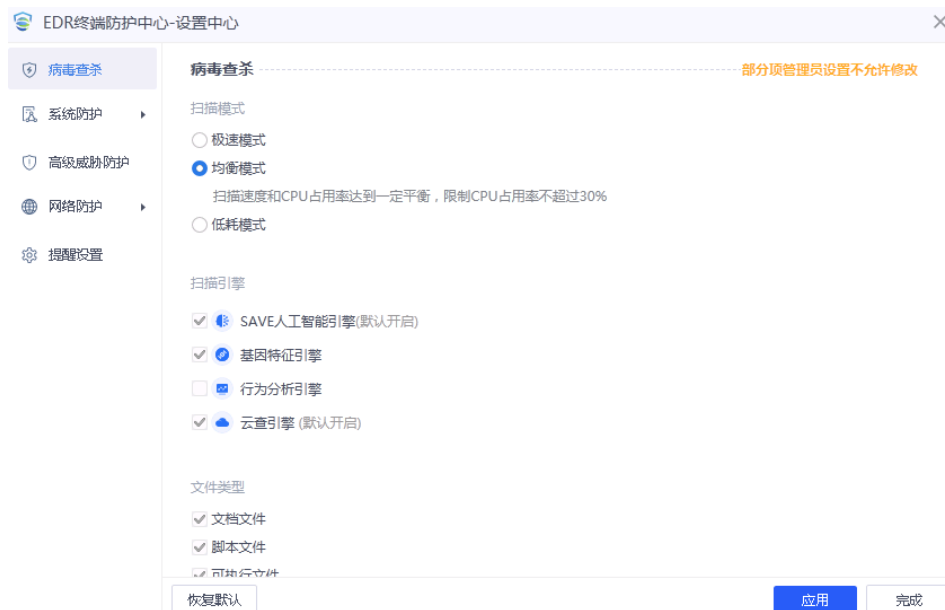 EDR终端防护中心-设置中心
病毒查杀
系统防护
高级威胁防护
网络防护
提醒设置
病毒查杀 部分项管理员设置不允许修改
扫描模式
极速模式
均衡模式
扫描速度和CPU占用率达到一定平衡，限制CPU占用率不超过30%
低耗模式
扫描引擎
SAVE人工智能引擎(默认开启)
基因特征引擎
行为分析引擎
云查引擎 (默认开启)
文件类型
文档文件
脚本文件
可执行文件
恢复默认 应用 完成